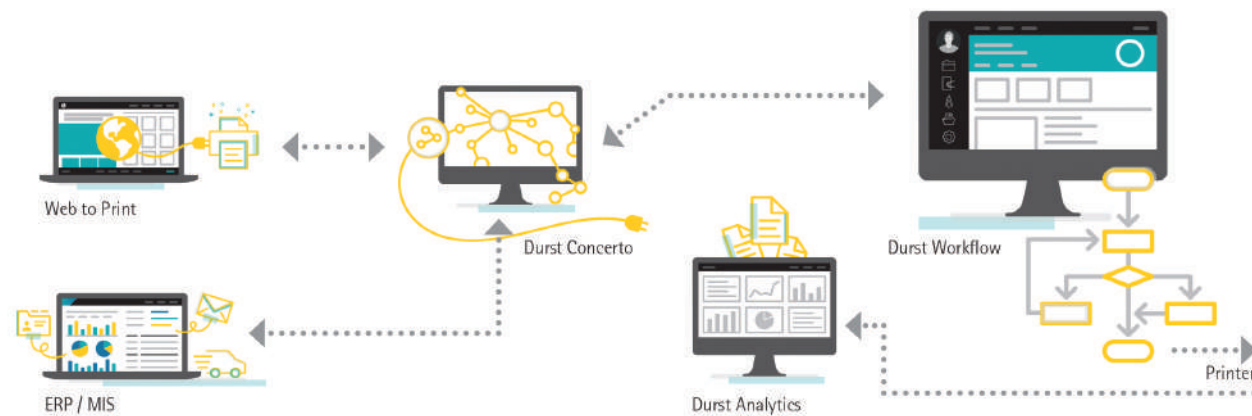 Web to Print
Durst Concerto
Durst Workflow
ERP / MIS
Durst Analytics
Printer